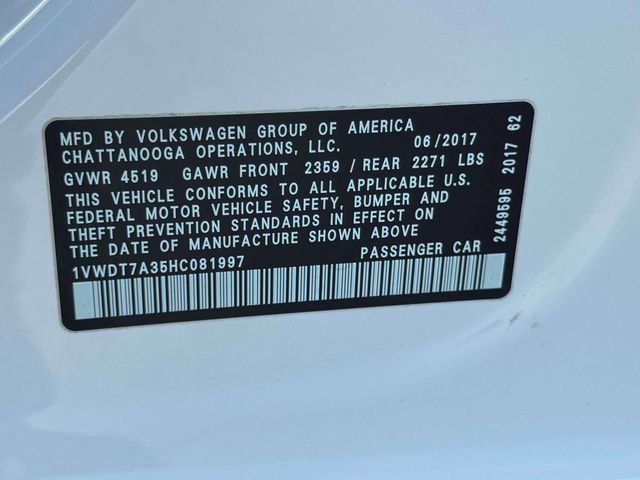 MFD BY VOLKSWAGEN GROUP OF AMERICA
CHATTANOOGA OPERATIONS, LLC. 06/2017
GVWR 4519 GAWR FRONT 2359 / REAR 2271 LBS
THIS VEHICLE CONFORMS TO ALL APPLICABLE U.S.
FEDERAL MOTOR VEHICLE SAFETY, BUMPER AND
THEFT PREVENTION STANDARDS IN EFFECT ON
THE DATE OF MANUFACTURE SHOWN ABOVE
1VWDT7A35HC081997 PASSENGER CAR
2449595 2017 62